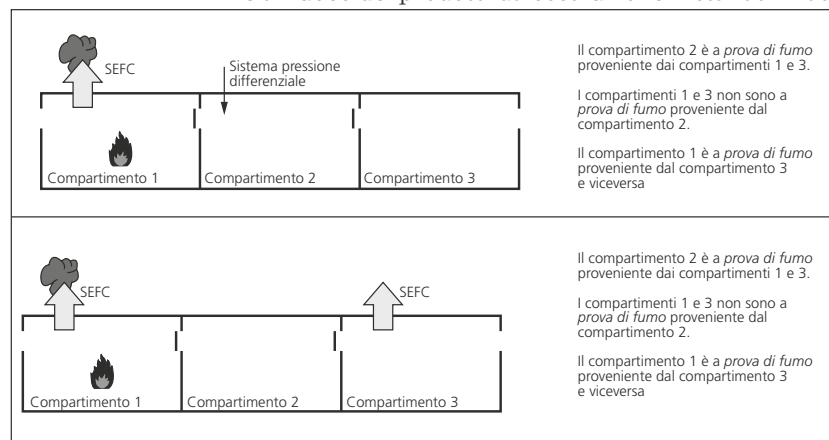 SEFC
Sistema pressione
differenziale
Compartimento 1
Compartimento 2
Compartimento 3
Il compartimento 2 è a prova di fumo
proveniente dai compartimenti 1 e 3.
I compartimenti 1 e 3 non sono a
prova di fumo proveniente dal
compartimento 2.
Il compartimento 1 è a prova di fumo
proveniente dal compartimento 3
e viceversa
SEFC
SEFC
Compartimento 1
Compartimento 2
Compartimento 3
Il compartimento 2 è a prova di fumo
proveniente dai compartimenti 1 e 3.
I compartimenti 1 e 3 non sono a
prova di fumo proveniente dal
compartimento 2.
Il compartimento 1 è a prova di fumo
proveniente dal compartimento 3
e viceversa